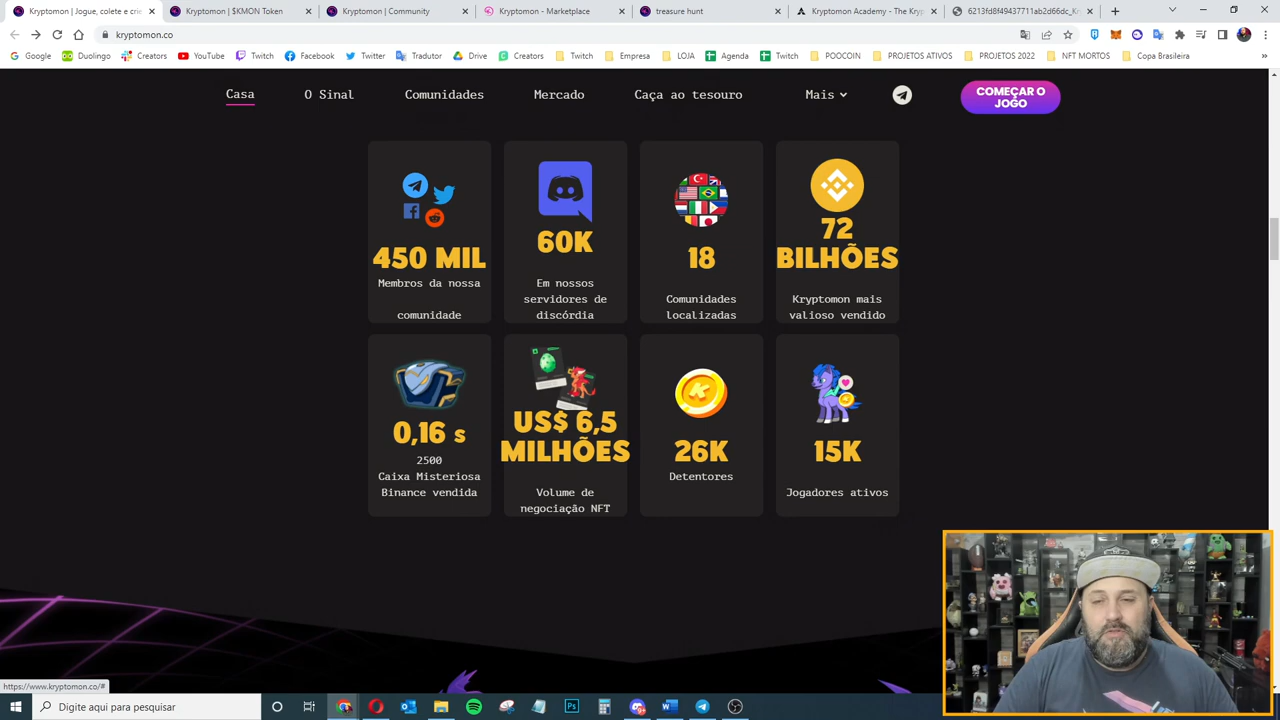 Kryptomon | Jogue, colete e crie
Kryptomon | $KMON Token
Kryptomon | Community
Kryptomon - Marketplace
treasure hunt
Kryptomon Academy - The Kry
6213fd8f49437711ab2d66dc_K
kryptomon.co
Google
Duolingo
Creators
YouTube
Twitch
Facebook
Twitter
Tradutor
Drive
Creators
Twitch
Empresa
LOJA
Agenda
Twitch
POOCOIN
PROJETOS ATIVOS
PROJETOS 2022
NFT MORTOS
Copa Brasileira
»
Casa
O Sinal
Comunidades
Mercado
Caça ao tesouro
Mais
COMEÇAR O
JOGO
450 MIL
Membros da nossa
comunidade
60K
Em nossos
servidores de
discórdia
18
Comunidades
localizadas
72
BILHÕES
Kryptomon mais
valioso vendido
0,16 s
2500
Caixa Misteriosa
Binance vendida
US$ 6,5
MILHÕES
Volume de
negociação NFT
26K
Detentores
15K
Jogadores ativos
https://www.kryptomon.co/#
Digite aqui para pesquisar